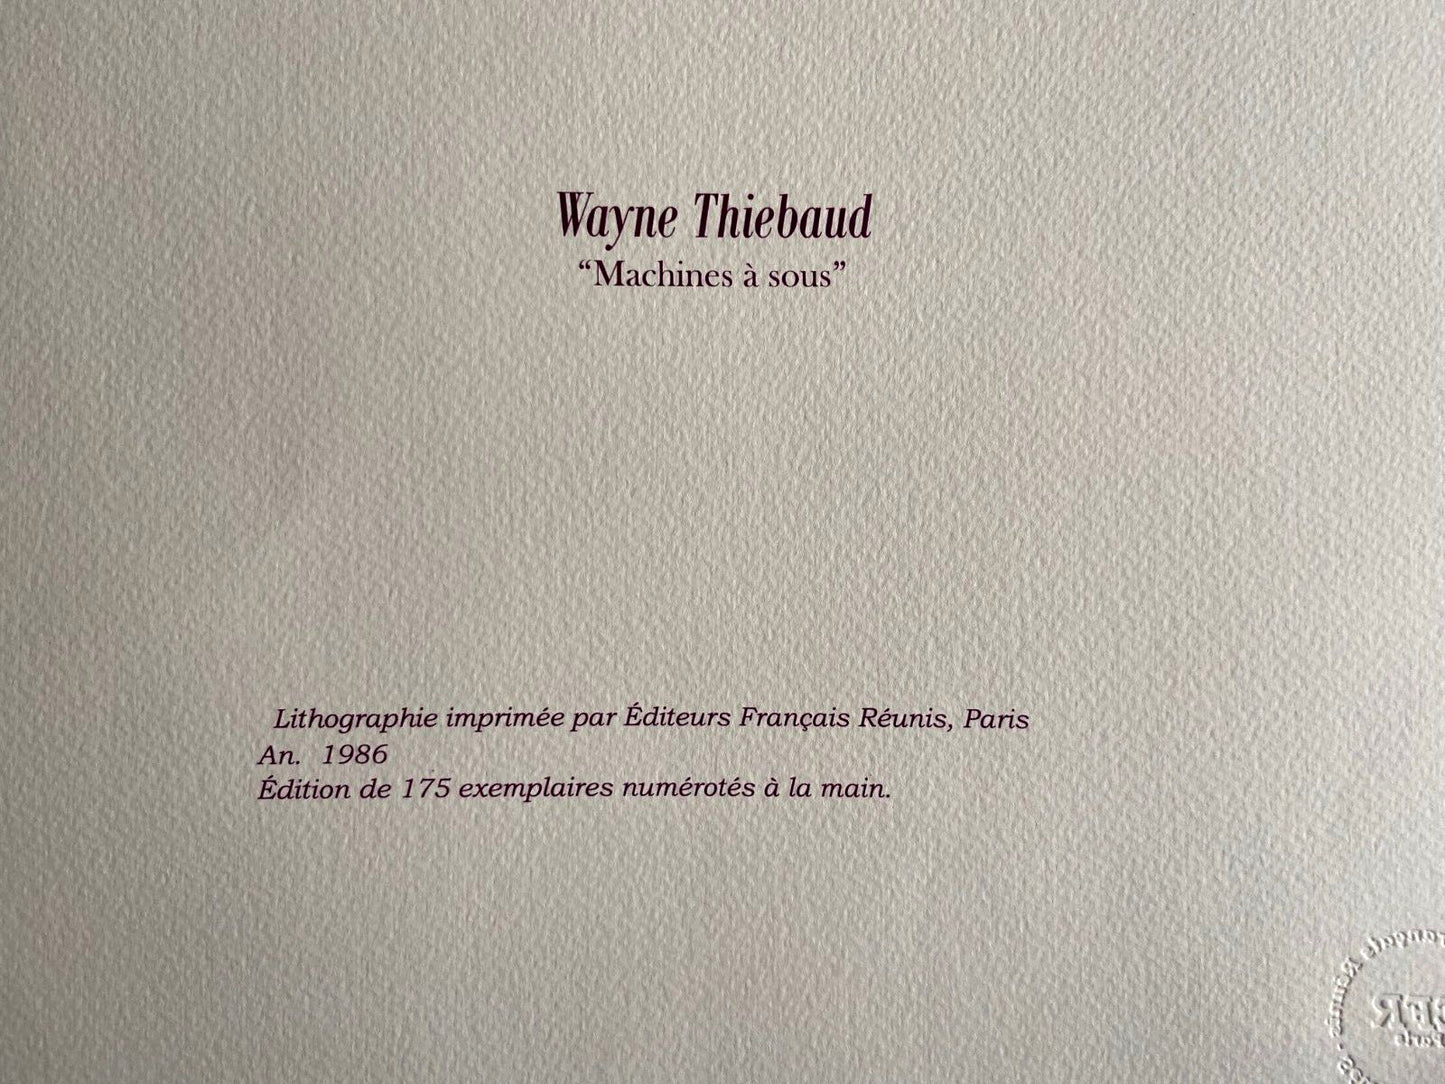 Wayne Thiebaud
“Machines à sous”
Lithographie imprimée par Éditeurs Français Réunis, Paris
An. 1986
Édition de 175 exemplaires numérotés à la main.